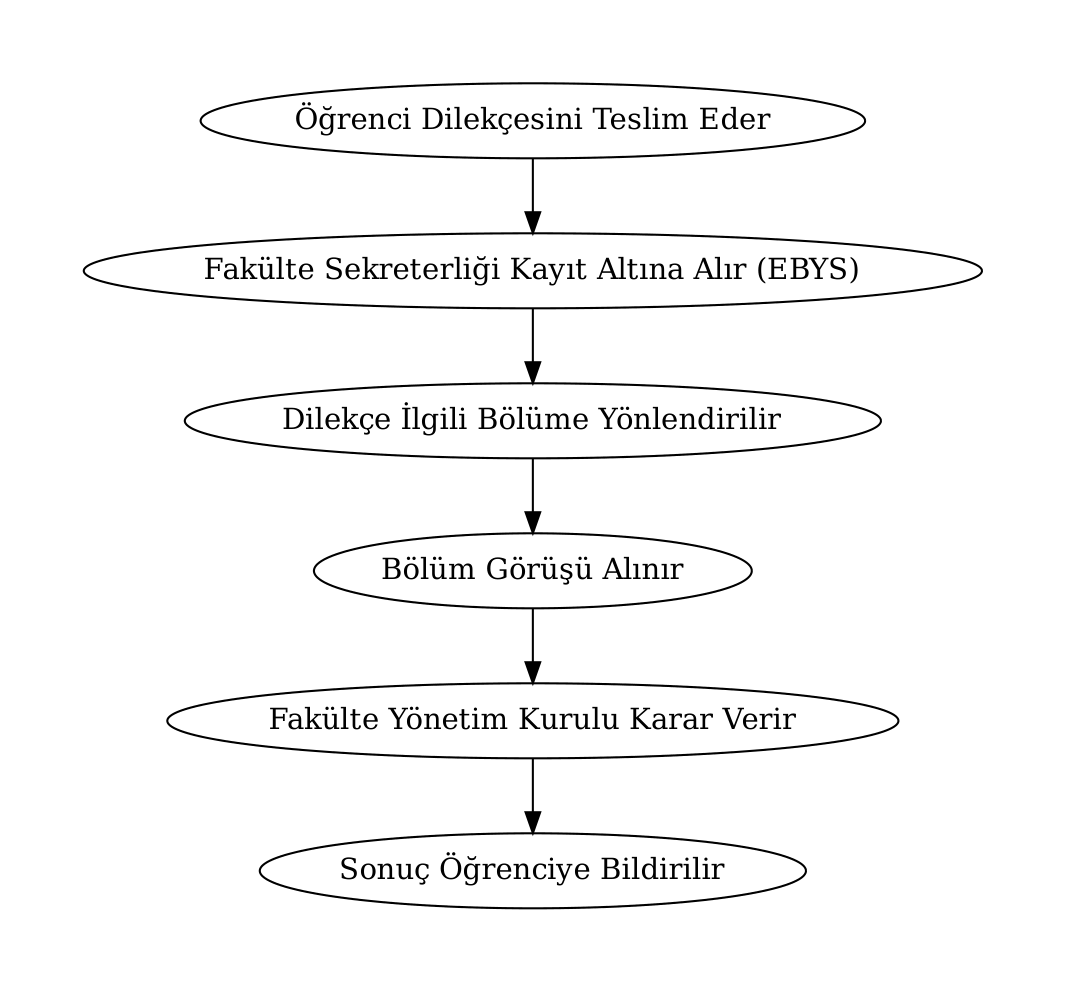 Öğrenci Dilekçesini Teslim Eder
Fakülte Sekreterliği Kayıt Altına Alır (EBYS)
Dilekçe İlgili Bölüme Yönlendirilir
Bölüm Görüşü Alınır
Fakülte Yönetim Kurulu Karar Verir
Sonuç Öğrenciye Bildirilir